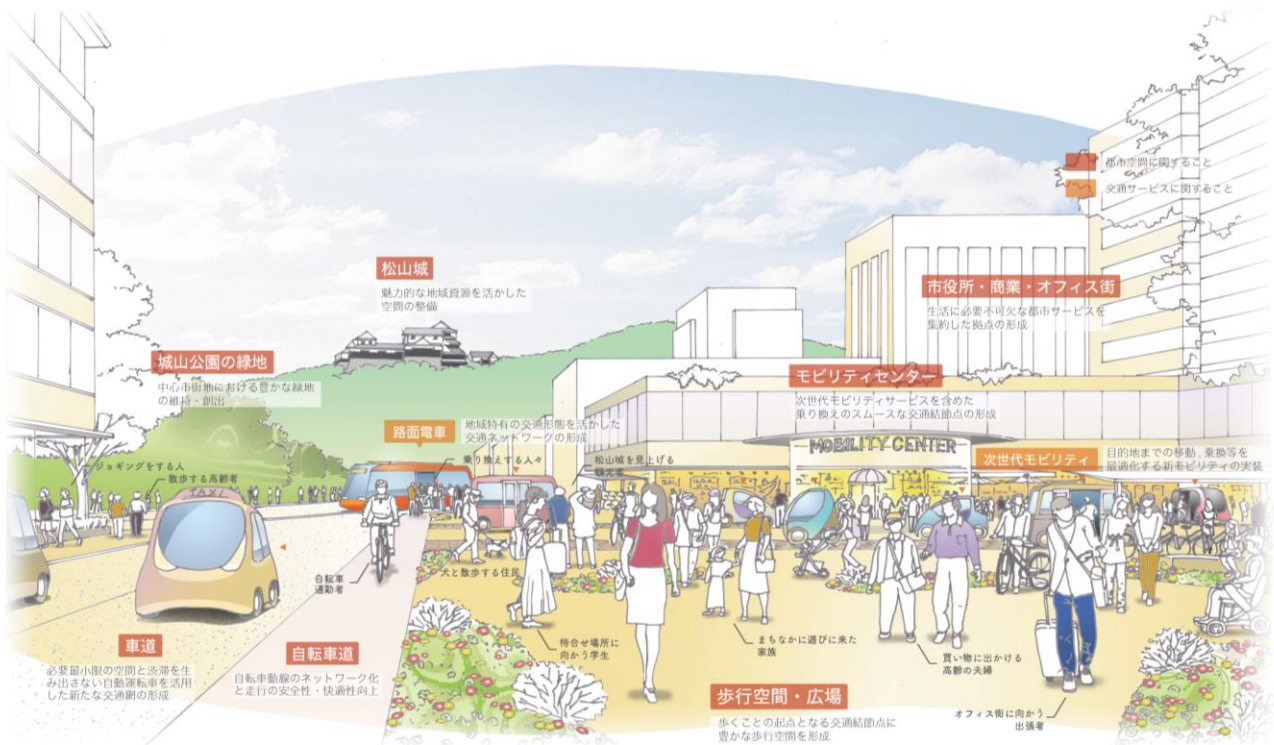 都市空間に関すること
交通サービスに関すること
松山城
魅力的な地域資源を活かした
空間の整備
市役所・商業・オフィス街
生活に必要不可欠な都市サービスを
集約した拠点の形成
城山公園の緑地
中心市街地における豊かな緑地
の維持・創出
モビリティセンター
次世代モビリティサービスを含めた
乗り換えのスムースな交通結節点の形成
路面電車
地域特有の交通形態を活かした
交通ネットワークの形成
MOBILITY CENTER
次世代モビリティ
目的地までの移動、乗換等を
最適化する新モビリティの実装
ジョギングをする人
散歩する高齢者
乗り換えする人々
松山城を見上げる
観光客
TAXI
自転車
通勤者
犬と散歩する住民
待合せ場所に
向かう学生
まちなかに遊びに来た
家族
買い物に出かける
高齢の夫婦
オフィス街に向かう
出張者
車道
必要最小限の空間と渋滞を生
み出さない自動運転車を活用
した新たな交通網の形成
自転車道
自転車動線のネットワーク化
と走行の安全性・快適性向上
歩行空間・広場
歩くことの起点となる交通結節点に
豊かな歩行空間を形成